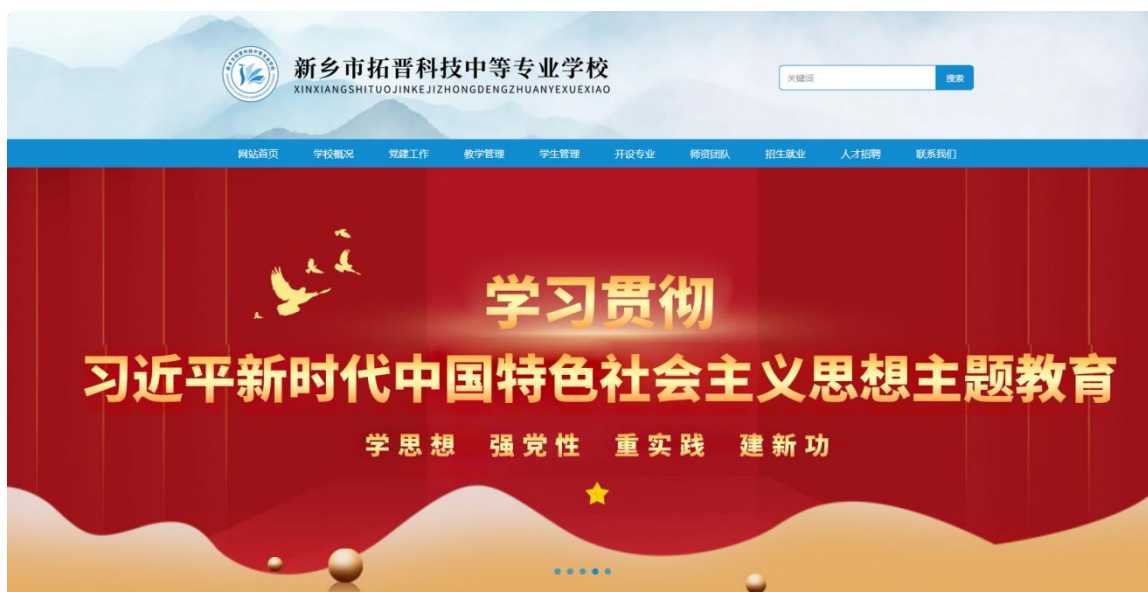 新乡市拓晋科技中等专业学校
XINXIANGSHITUOJINKEJIZHONGDENGZHUANYEXUEXIAO
关键词 搜索
网站首页 学校概况 党建工作 教学管理 学生管理 开设专业 师资团队 招生就业 人才招聘 联系我们
学习贯彻
习近平新时代中国特色社会主义思想主题教育
学思想 强党性 重实践 建新功